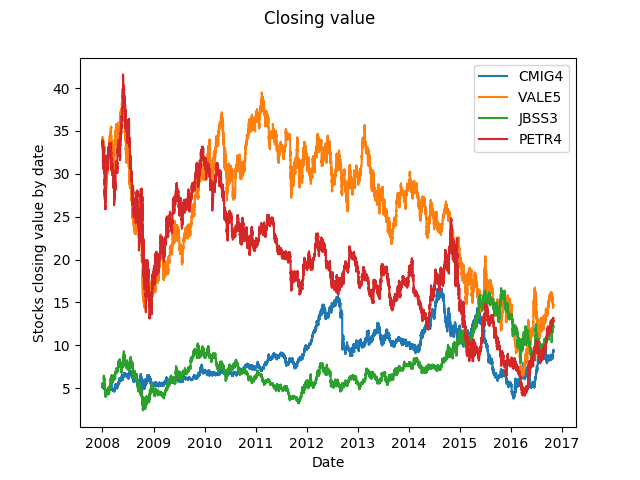 Closing value
CMIG4
VALE5
JBSS3
PETR4
Stocks closing value by date
40
35
30
25
20
15
10
5
2008 2009 2010 2011 2012 2013 2014 2015 2016 2017
Date